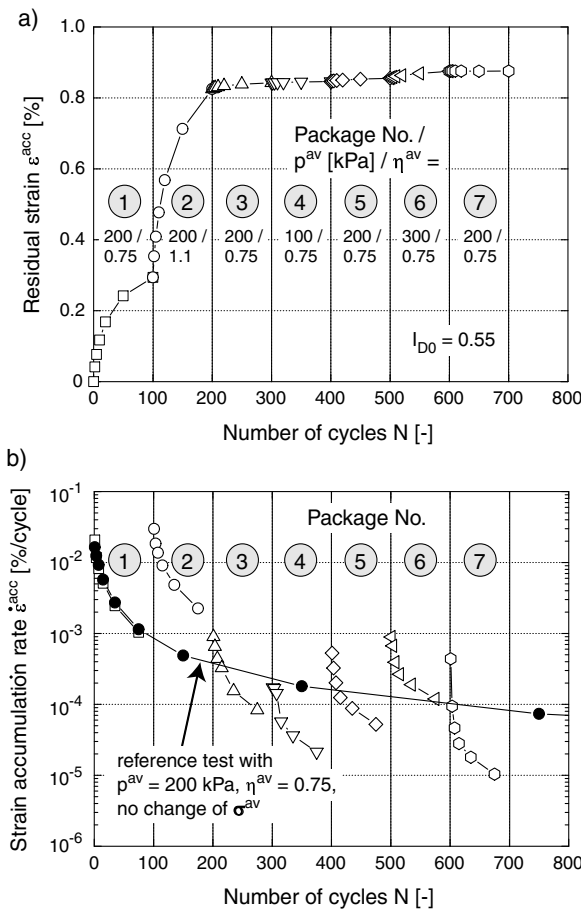 a)
1.0
0.8
0.6
0.4
0.2
0
Residual strain ε^acc [%]
Package No. /
p^av [kPa] / η^av =
1 2 3 4 5 6 7
200 / 200 / 200 / 100 / 200 / 300 / 200 /
0.75 1.1 0.75 0.75 0.75 0.75 0.75
I_D0 = 0.55
0 100 200 300 400 500 600 700 800
Number of cycles N [-]
b)
10^-1
10^-2
10^-3
10^-4
10^-5
10^-6
Strain accumulation rate ε̇^acc [%/cycle]
Package No.
1 2 3 4 5 6 7
reference test with
p^av = 200 kPa, η^av = 0.75,
no change of σ^av
0 100 200 300 400 500 600 700 800
Number of cycles N [-]